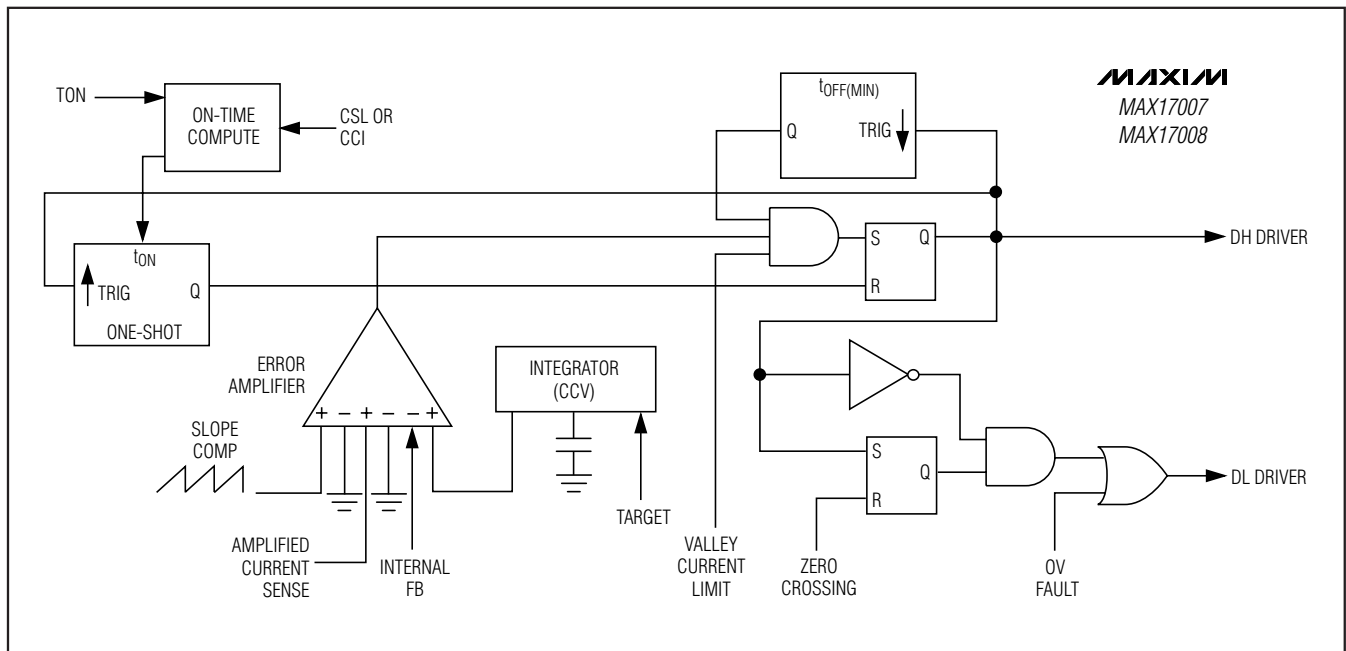 TON
ON-TIME
COMPUTE
CSL OR
CCI
tOFF(MIN)
Q
TRIG
MAXIM
MAX17007
MAX17008
tON
TRIG
Q
ONE-SHOT
S
Q
R
DH DRIVER
ERROR
AMPLIFIER
+ – + – – +
INTEGRATOR
(CCV)
SLOPE
COMP
AMPLIFIED
CURRENT
SENSE
INTERNAL
FB
TARGET
VALLEY
CURRENT
LIMIT
S
Q
R
ZERO
CROSSING
OV
FAULT
DL DRIVER